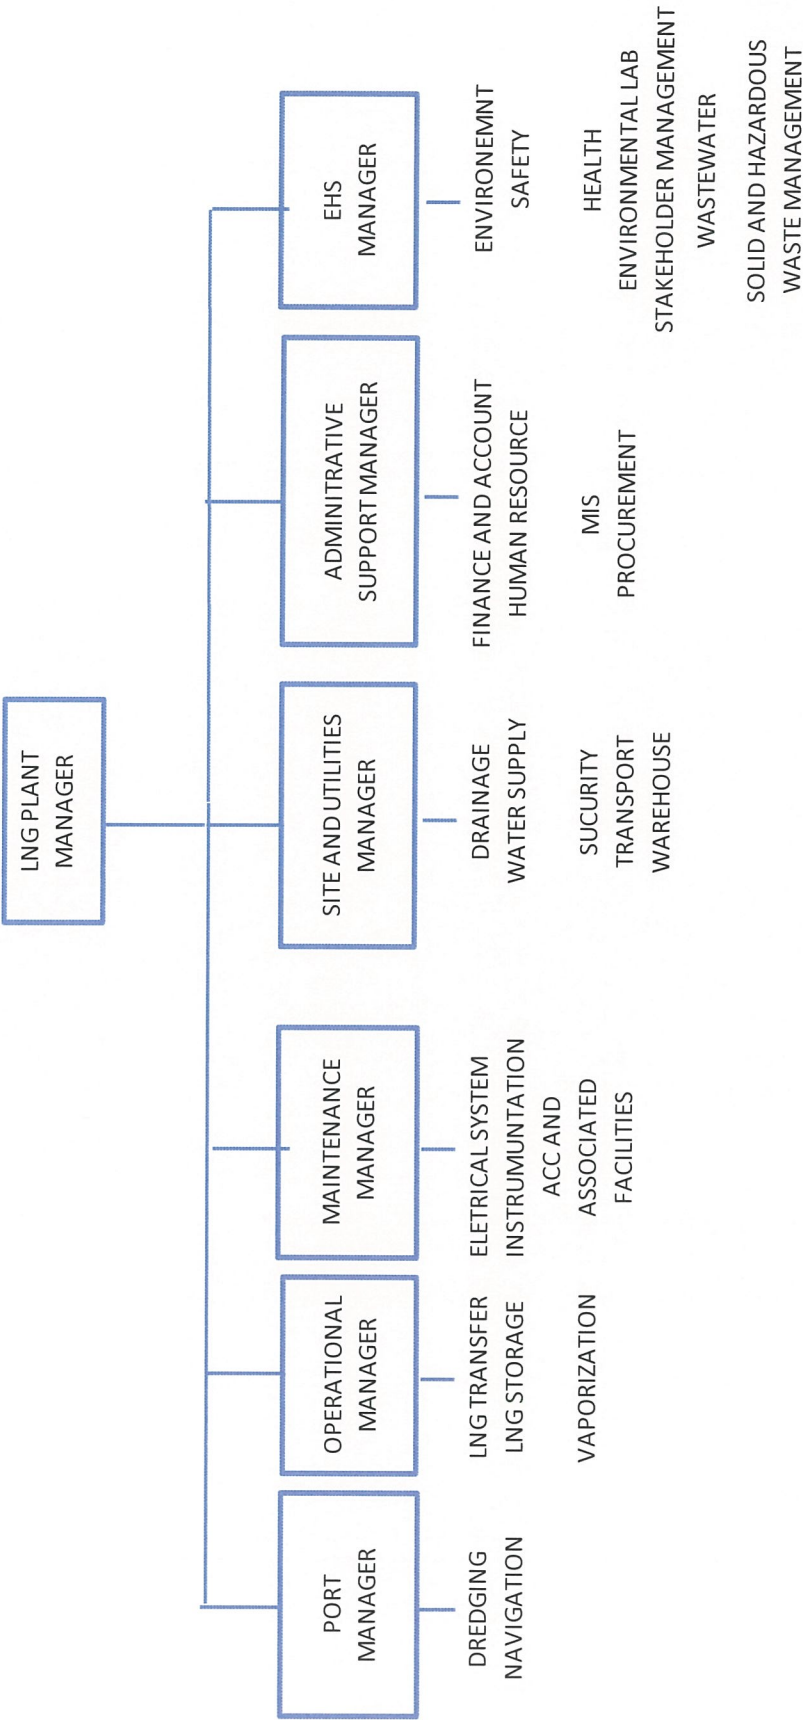 LNG PLANT
MANAGER
PORT
MANAGER
DREDGING
NAVIGATION
OPERATIONAL
MANAGER
LNG TRANSFER
LNG STORAGE
VAPORIZATION
MAINTENANCE
MANAGER
ELETRICAL SYSTEM
INSTRUMUNTATION
ACC AND
ASSOCIATED
FACILITIES
SITE AND UTILITIES
MANAGER
DRAINAGE
WATER SUPPLY
SUCURITY
TRANSPORT
WAREHOUSE
ADMINITRATIVE
SUPPORT MANAGER
FINANCE AND ACCOUNT
HUMAN RESOURCE
MIS
PROCUREMENT
EHS
MANAGER
ENVIRONEMNT
SAFETY
HEALTH
ENVIRONMENTAL LAB
STAKEHOLDER MANAGEMENT
WASTEWATER
SOLID AND HAZARDOUS
WASTE MANAGEMENT